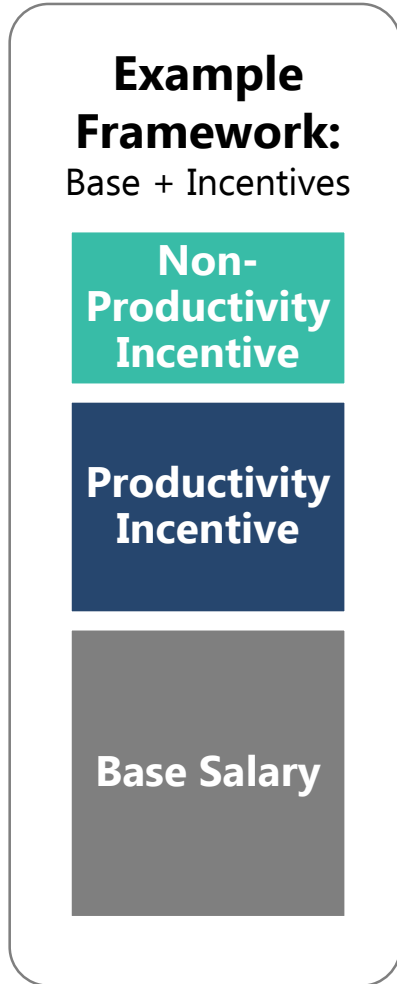 Example
Framework:
Base + Incentives
Non-
Productivity
Incentive
Productivity
Incentive
Base Salary